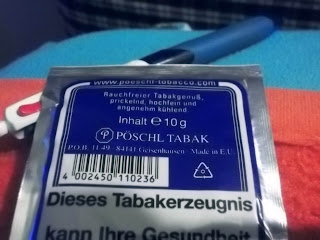 www.poeschl-tobacco.com
Rauchfreier Tabakgenuß,
prickelnd, hochfein und
angenehm kühlend.
Inhalt ℮ 10 g
PÖSCHL TABAK
P.O.B. 11 49 - 84141 Geisenhausen - Made in E.U.
4 002450 110236
Dieses Tabakerzeugnis
kann Ihre Gesundheit